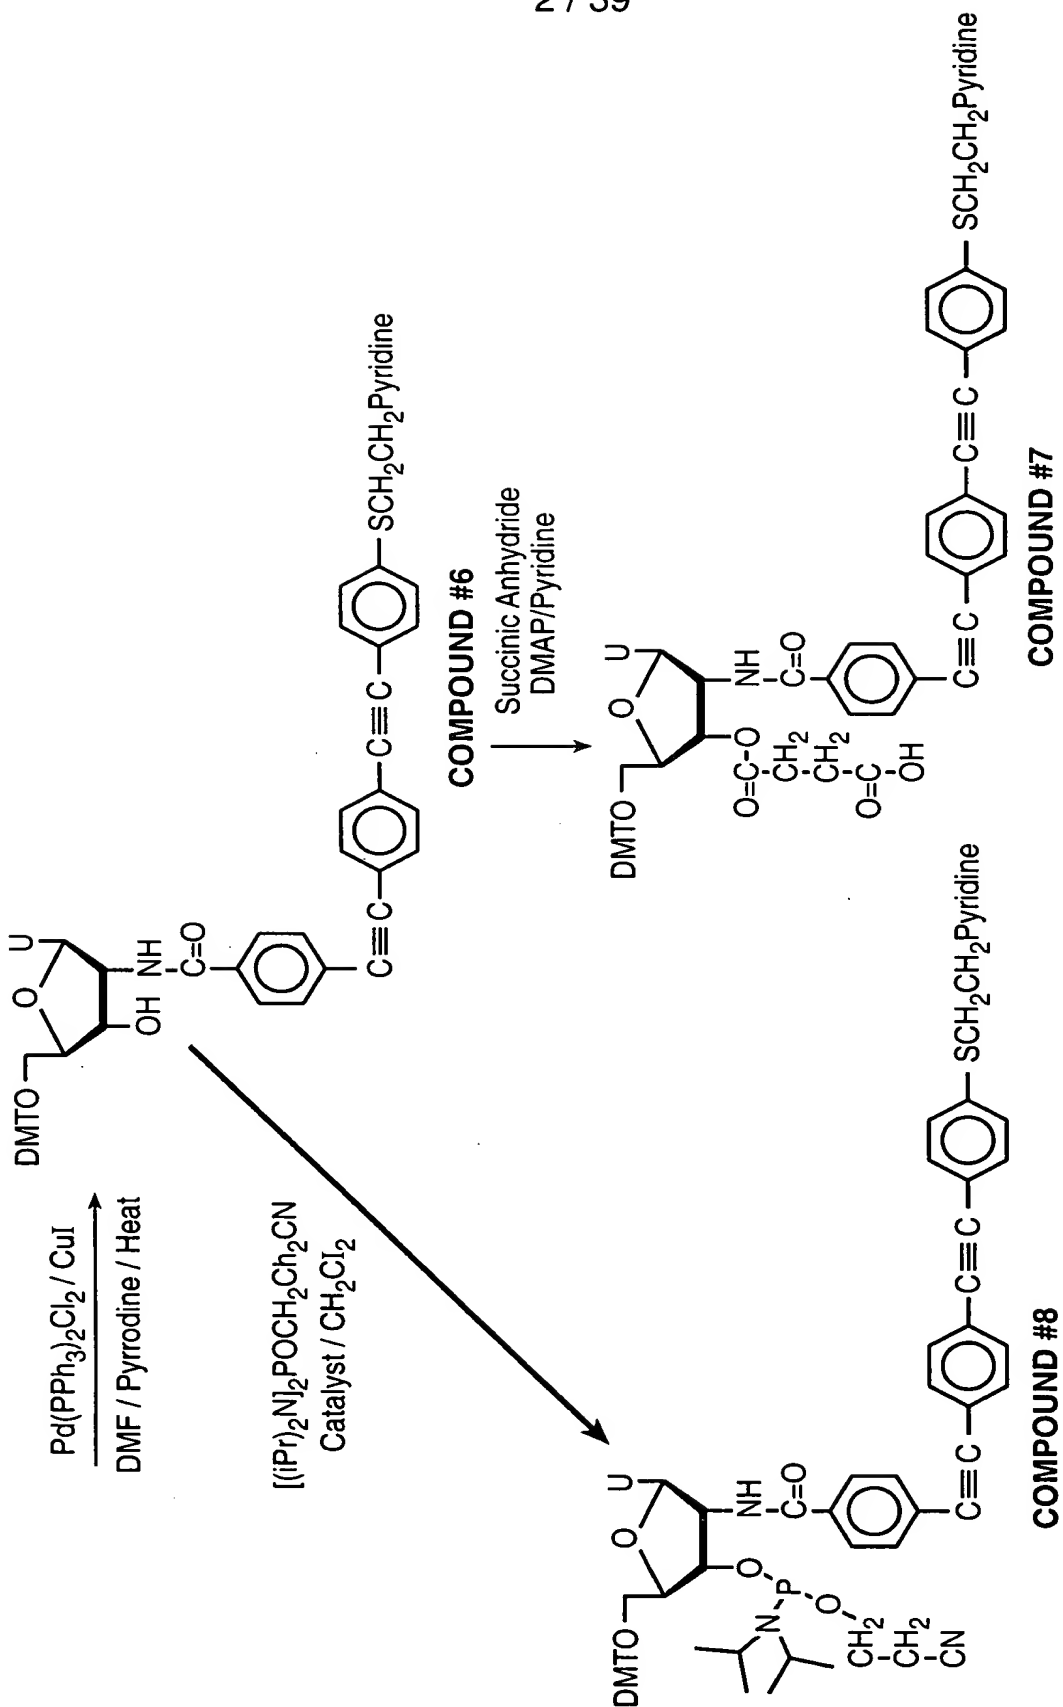 2 / 39
Pd(PPh3)2Cl2 / CuI
DMF / Pyrrodine / Heat
DMTO
O
U
OH
NH
C=O
C≡C
C≡C
SCH2CH2Pyridine
COMPOUND #6
[(iPr)2N]2POCH2Ch2CN
Catalyst / CH2Cl2
Succinic Anhydride
DMAP/Pyridine
DMTO
O
U
O
P
N
O
CH2
CH2
CN
NH
C=O
C≡C
C≡C
SCH2CH2Pyridine
COMPOUND #8
DMTO
O
U
O
O=C
CH2
CH2
O=C-OH
NH
C=O
C≡C
C≡C
SCH2CH2Pyridine
COMPOUND #7